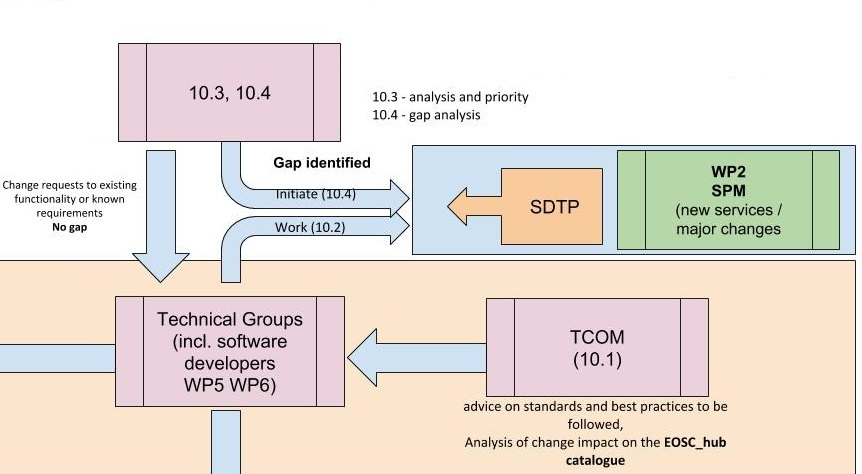 10.3, 10.4
10.3 - analysis and priority
10.4 - gap analysis
Gap identified
Change requests to existing
functionality or known
requirements
No gap
Initiate (10.4)
Work (10.2)
SDTP
WP2
SPM
(new services /
major changes
Technical Groups
(incl. software
developers
WP5 WP6)
TCOM
(10.1)
advice on standards and best practices to be
followed,
Analysis of change impact on the EOSC_hub
catalogue